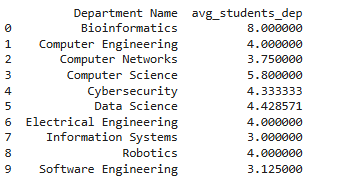 Department Name avg_students_dep
0 Bioinformatics 8.000000
1 Computer Engineering 4.000000
2 Computer Networks 3.750000
3 Computer Science 5.800000
4 Cybersecurity 4.333333
5 Data Science 4.428571
6 Electrical Engineering 4.000000
7 Information Systems 3.000000
8 Robotics 4.000000
9 Software Engineering 3.125000